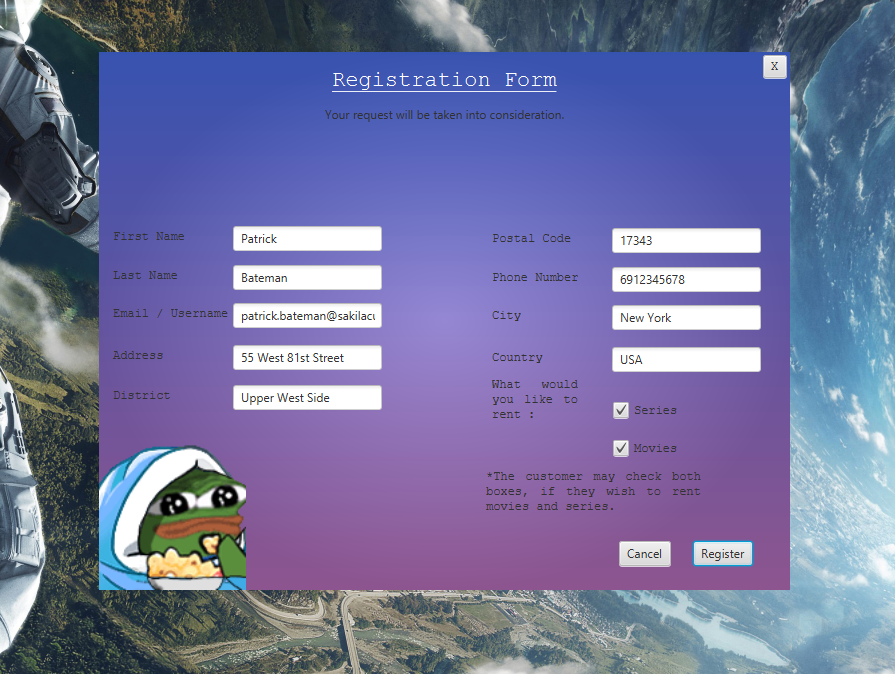 X
Registration Form
Your request will be taken into consideration.
First Name Patrick
Last Name Bateman
Email / Username patrick.bateman@sakilacu
Address 55 West 81st Street
District Upper West Side
Postal Code 17343
Phone Number 6912345678
City New York
Country USA
What would
you like to
rent :
Series
Movies
*The customer may check both
boxes, if they wish to rent
movies and series.
Cancel Register